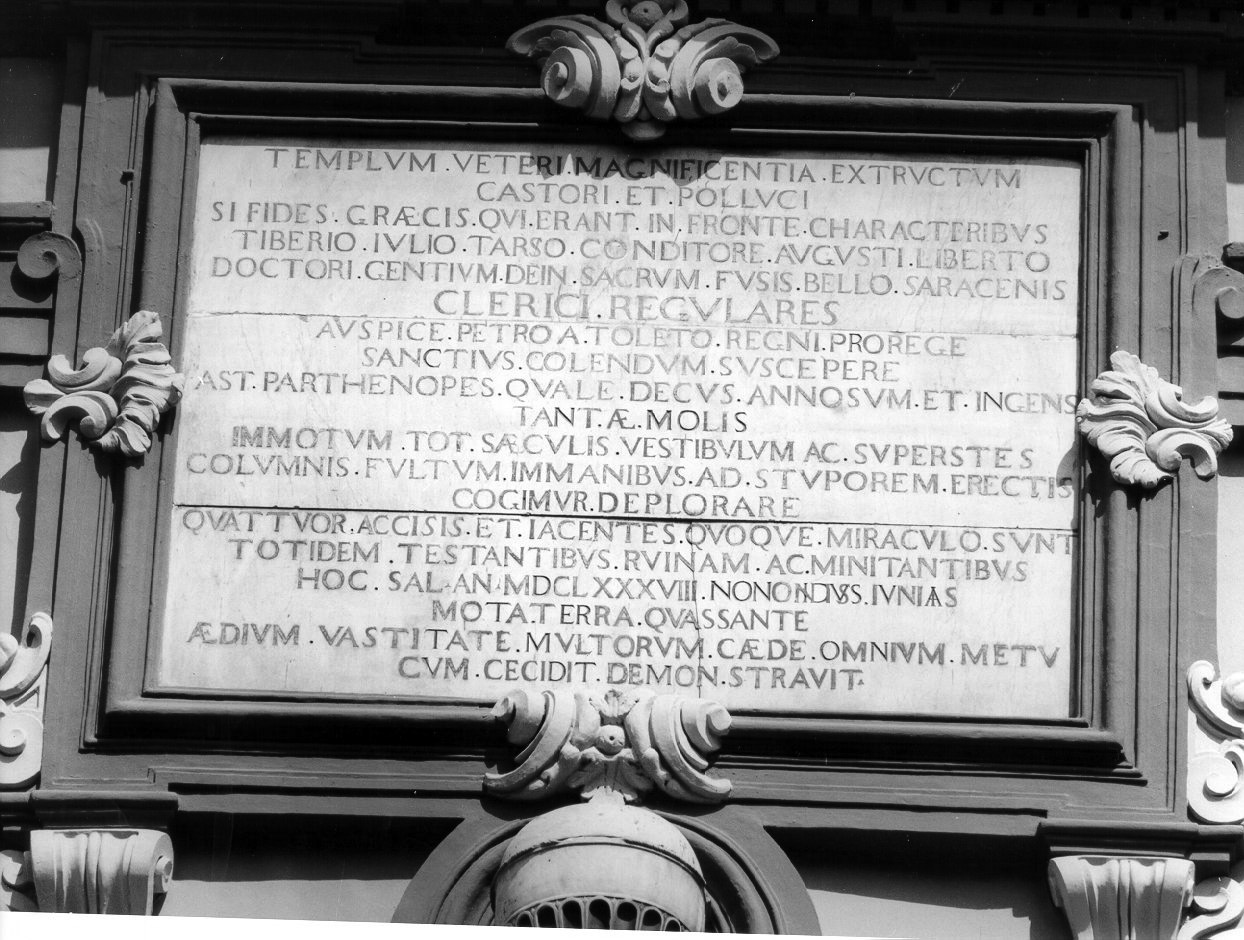 TEMPLVM.VETERI.MAGNIFICENTIA.EXTRVCTVM
CASTORI.ET.POLLVCI
SI FIDES.GRÆCIS.QVI.ERANT.IN.FRONTE.CHARACTERIBVS
TIBERIO.IVLIO.TARSO.CONDITORE.AVGVSTI.LIBERTO
DOCTORI.GENTIVM.DEIN.SACRVM.FVSIS.BELLO.SARACENIS
CLERICI.REGVLARES
AVSPICE.PETRO A.TOLETO.REGNI.PROREGE
SANCTIVS.COLENDVM.SVSCEPERE
AST.PARTHENOPES.QVALE.DECVS.ANNOSVM.ET.INGENS
TANT.Æ.MOLIS
IMMOTVM.TOT.SÆCVLIS.VESTIBVLVM AC.SVPERSTES
COLVMNIS.FVLTVM.IMMANIBVS.AD.STVPOREM.ERECTIS
COGIMVR.DEPLORARE
QVATTVOR.ACCISIS.ET.IACENTES.QVOQVE.MIRACVLO.SVNT
TOTIDEM.TESTANTIBVS.RVINAM.AC.MINITANTIBVS
HOC.SAL.AN.MDCLXXXVIII.NONONDVS.IVNIAS
MOTA.TERRA.QVASSANTE
ÆDIVM.VASTITATE.MVLTORVM.CÆDE.OMNIVM.METV
CVM.CECIDIT.DEMON.STRAVIT.